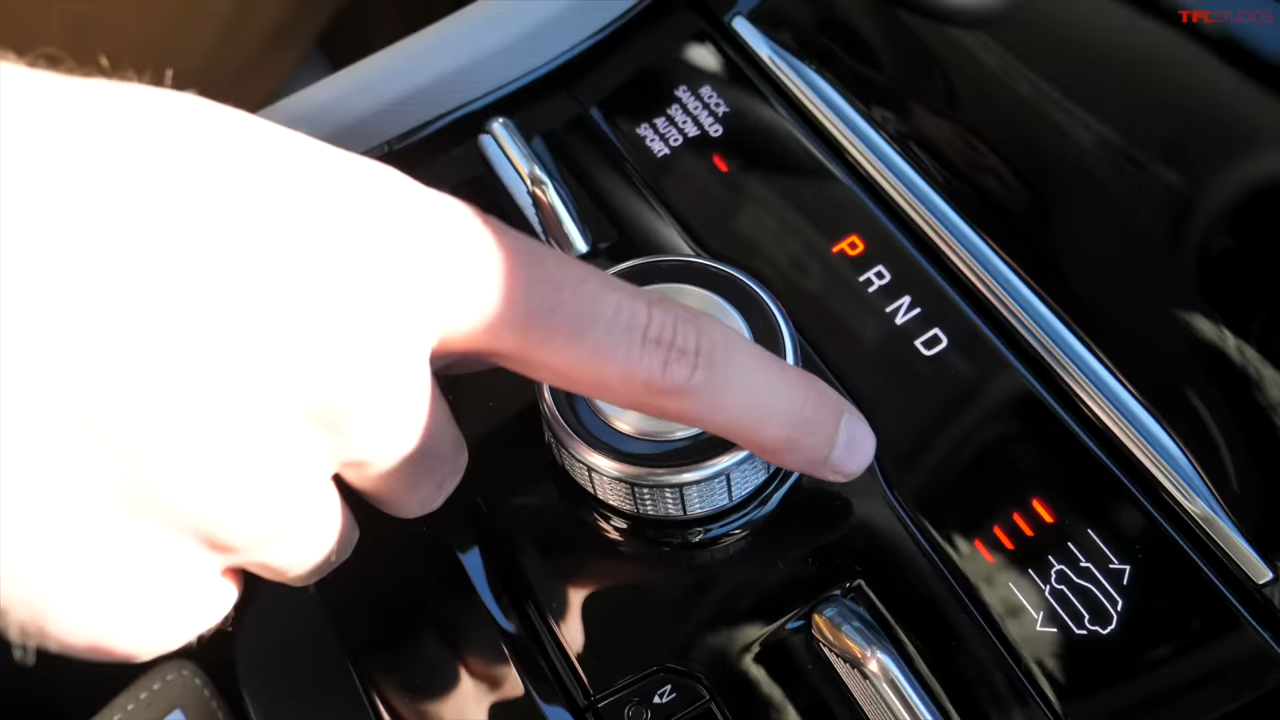 TFLSTUDIOS
ROCK
SAND/MUD
SNOW
AUTO
SPORT
P R N D
N